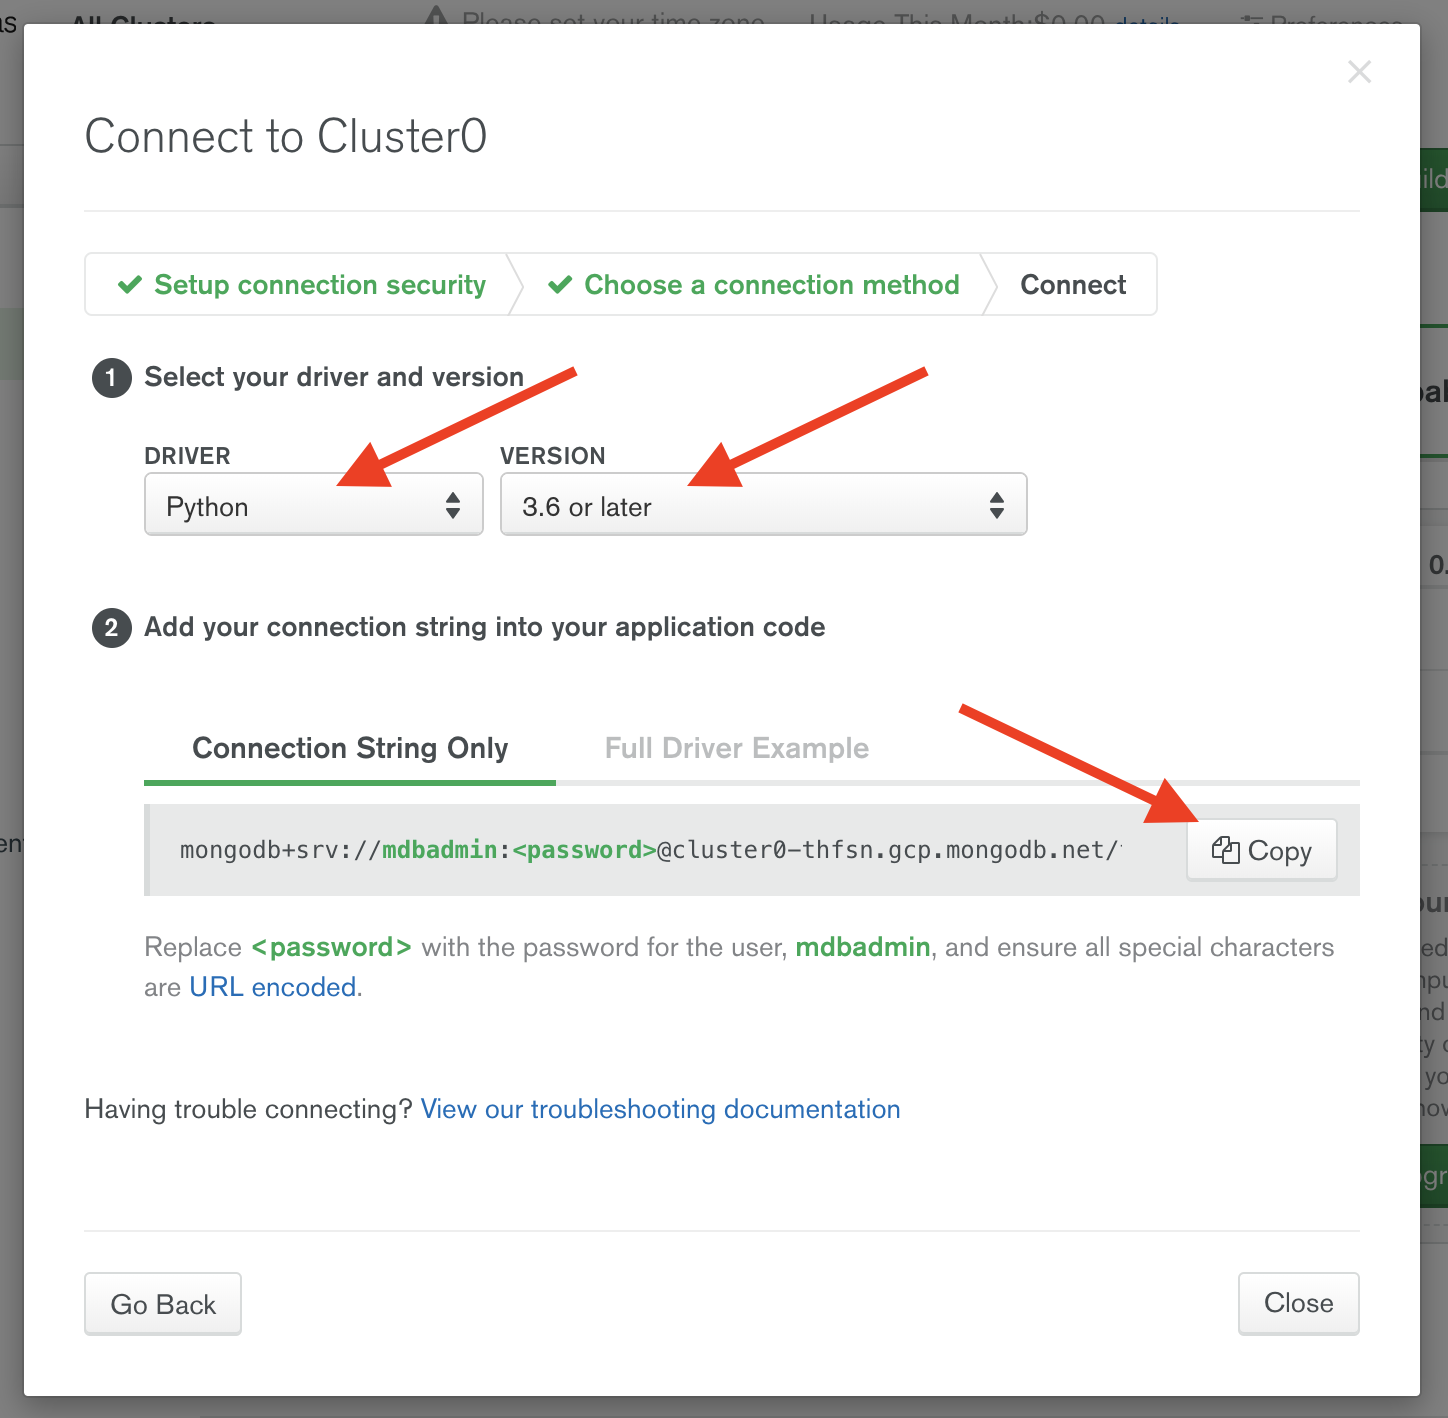 All Clusters
Please set your time zone
Usage This Month:$0.00 details
Preferences
Connect to Cluster0
Setup connection security
Choose a connection method
Connect
1 Select your driver and version
DRIVER
VERSION
Python
3.6 or later
2 Add your connection string into your application code
Connection String Only
Full Driver Example
mongodb+srv://mdbadmin:<password>@cluster0-thfsn.gcp.mongodb.net/
Copy
Replace <password> with the password for the user, mdbadmin, and ensure all special characters
are URL encoded.
Having trouble connecting? View our troubleshooting documentation
Go Back
Close